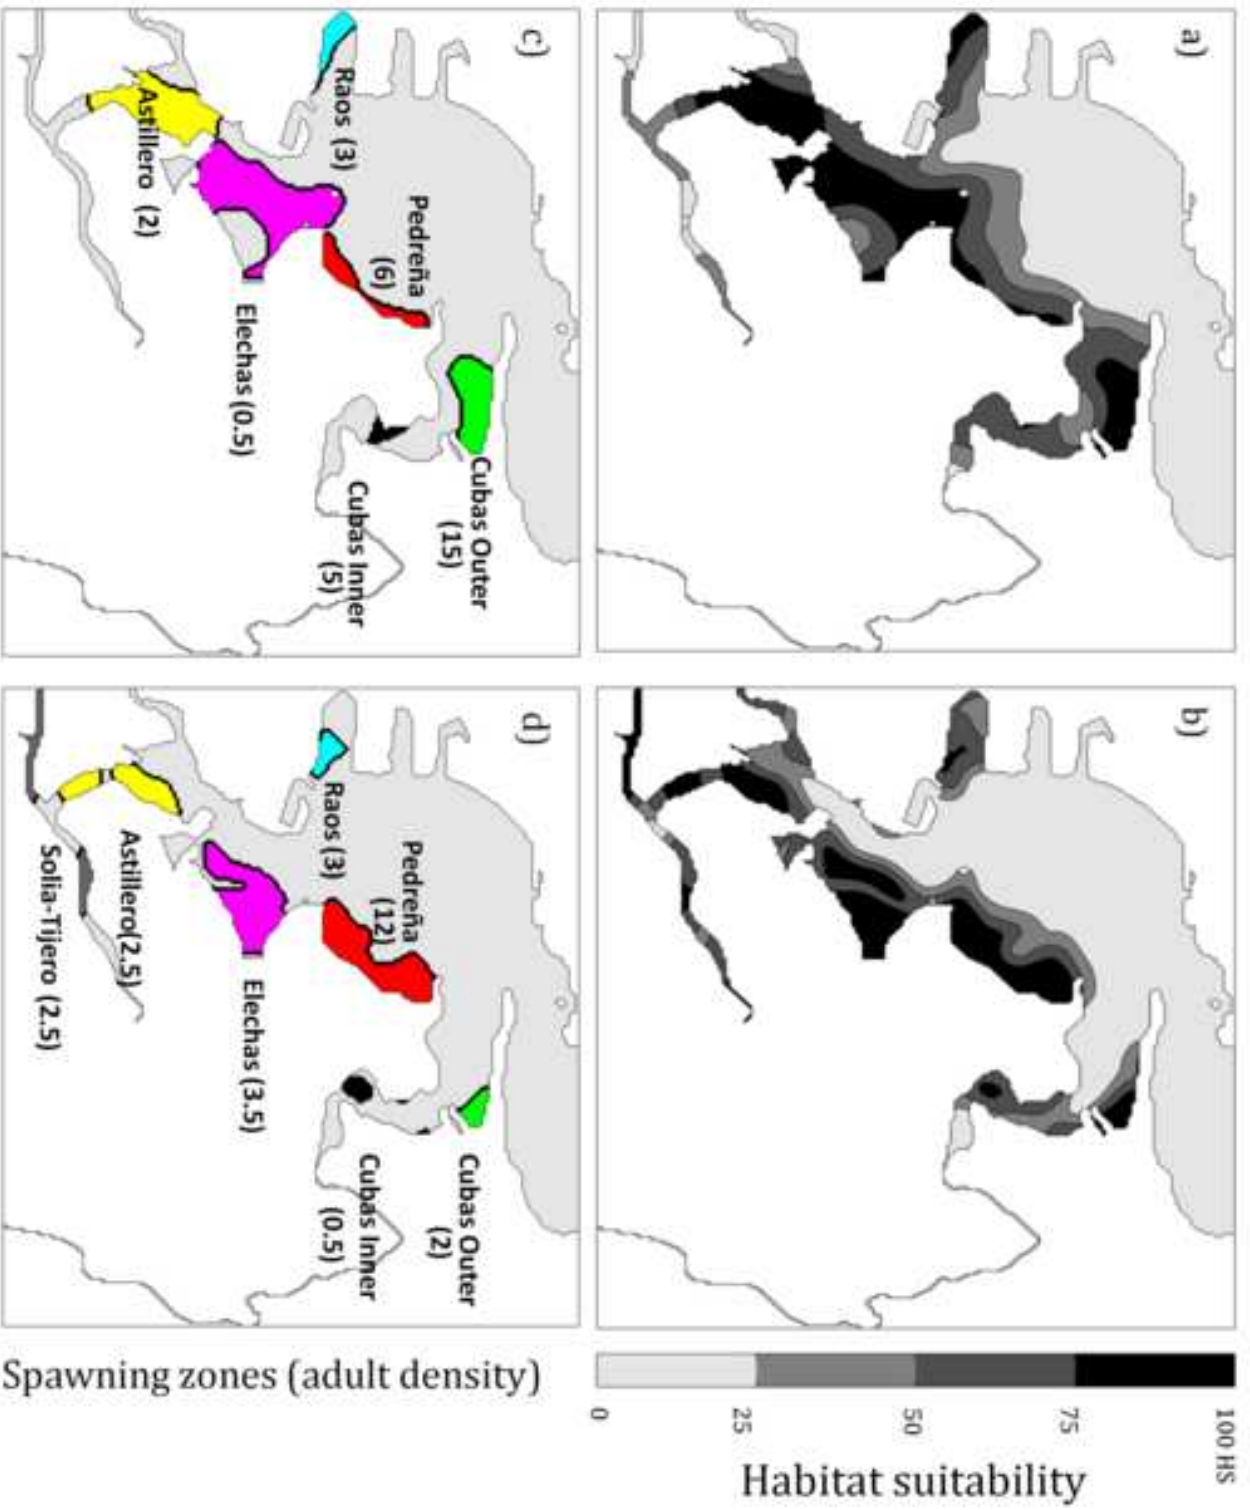 a)
b)
100 HS
75
50
25
0
Habitat suitability
c)
Raos (3)
Pedreña
(6)
Cubas Outer
(15)
Cubas Inner
(5)
Elechas (0.5)
Astillero (2)
d)
Raos (3)
Pedreña
(12)
Cubas Outer
(2)
Cubas Inner
(0.5)
Elechas (3.5)
Astillero(2.5)
Solia-Tijero (2.5)
Spawning zones (adult density)